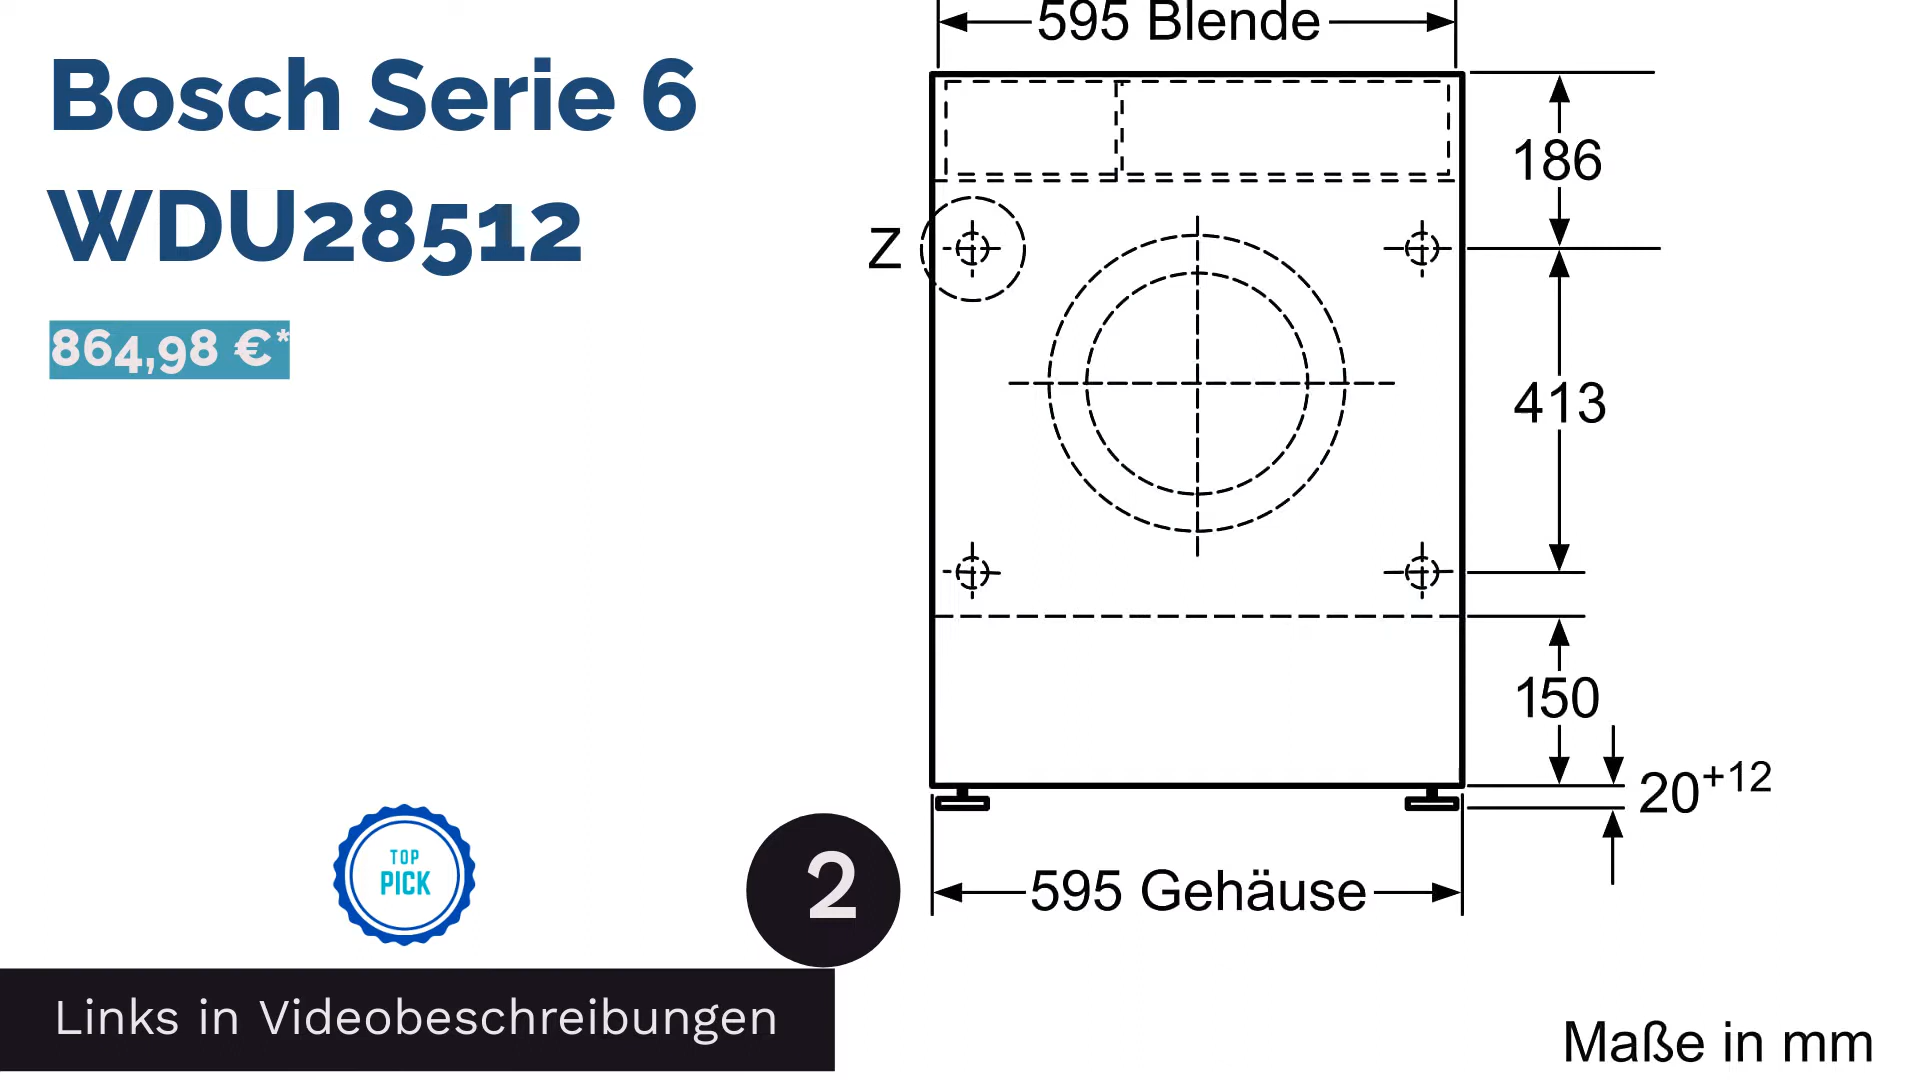 Bosch Serie 6
WDU28512
864,98 €*
595 Blende
186
Z
413
150
20+12
595 Gehäuse
TOP
PICK
2
Links in Videobeschreibungen
Maße in mm